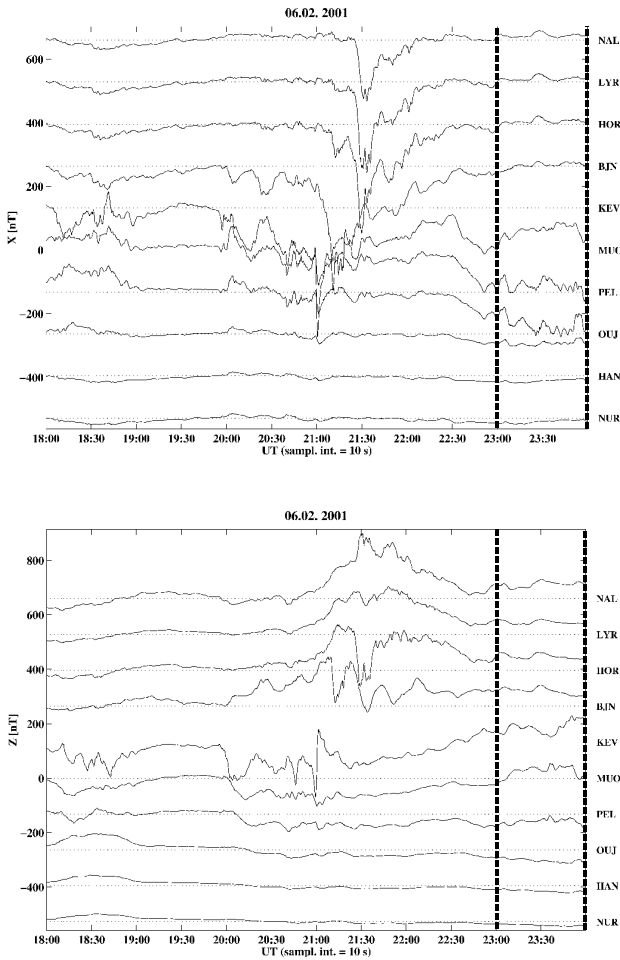 06.02. 2001
600
400
200
0
−200
−400
X [nT]
NAL
LYR
HOR
BJN
KEV
MUO
PEL
OUJ
HAN
NUR
18:00 18:30 19:00 19:30 20:00 20:30 21:00 21:30 22:00 22:30 23:00 23:30
UT (sampl. int. = 10 s)
06.02. 2001
800
600
400
200
0
−200
−400
Z [nT]
NAL
LYR
HOR
BJN
KEV
MUO
PEL
OUJ
HAN
NUR
18:00 18:30 19:00 19:30 20:00 20:30 21:00 21:30 22:00 22:30 23:00 23:30
UT (sampl. int. = 10 s)